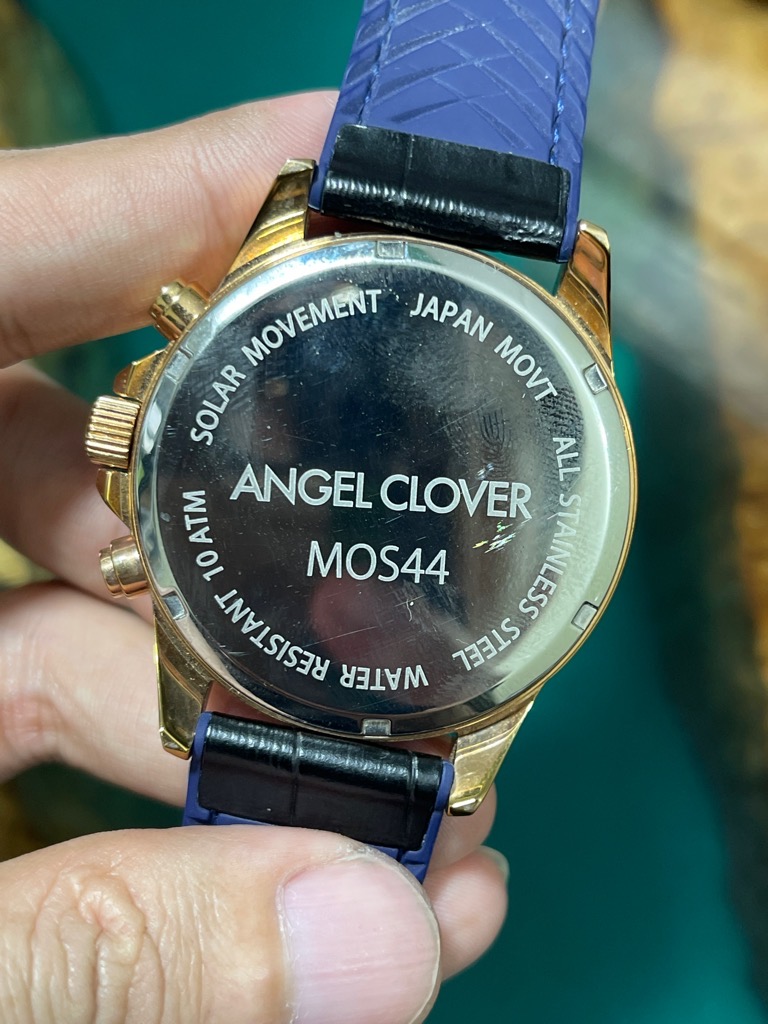 SOLAR MOVEMENT
JAPAN MOVT
ALL STAINLESS STEEL
WATER RESISTANT 10 ATM
ANGEL CLOVER
MOS44